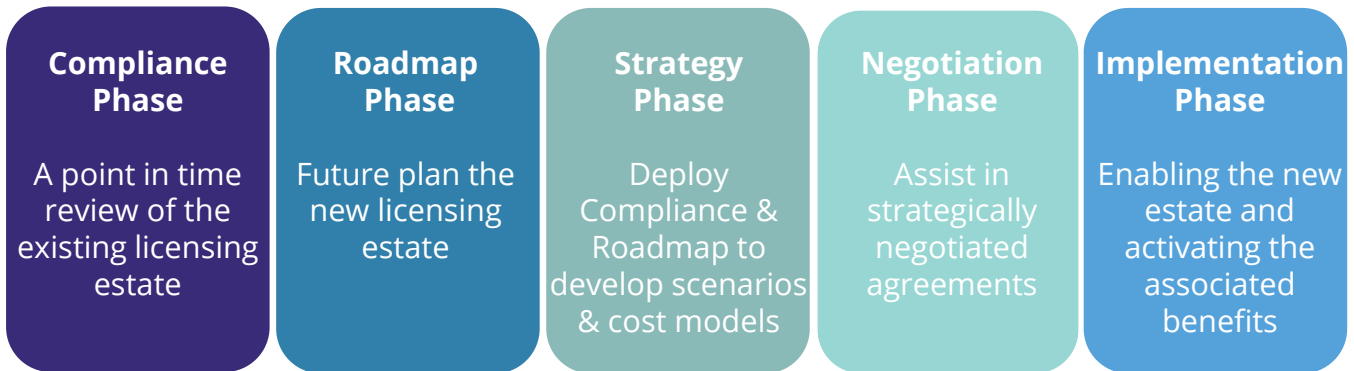 Compliance
Phase
A point in time
review of the
existing licensing
estate
Roadmap
Phase
Future plan the
new licensing
estate
Strategy
Phase
Deploy
Compliance &
Roadmap to
develop scenarios
& cost models
Negotiation
Phase
Assist in
strategically
negotiated
agreements
Implementation
Phase
Enabling the new
estate and
activating the
associated
benefits